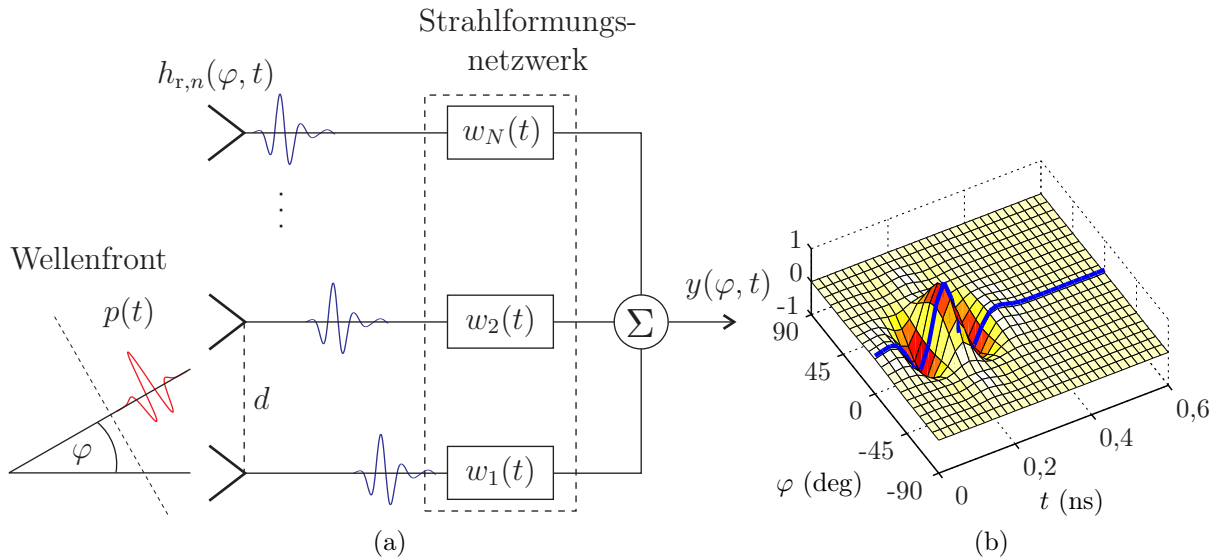 Strahlformungs-
netzwerk
h_{r,n}(φ, t)
w_N(t)
⋮
Wellenfront
p(t)
w_2(t)
Σ
y(φ, t)
d
φ
w_1(t)
(a)
1
0
-1
90
45
0
-45
-90
φ (deg)
0
0,2
0,4
0,6
t (ns)
(b)